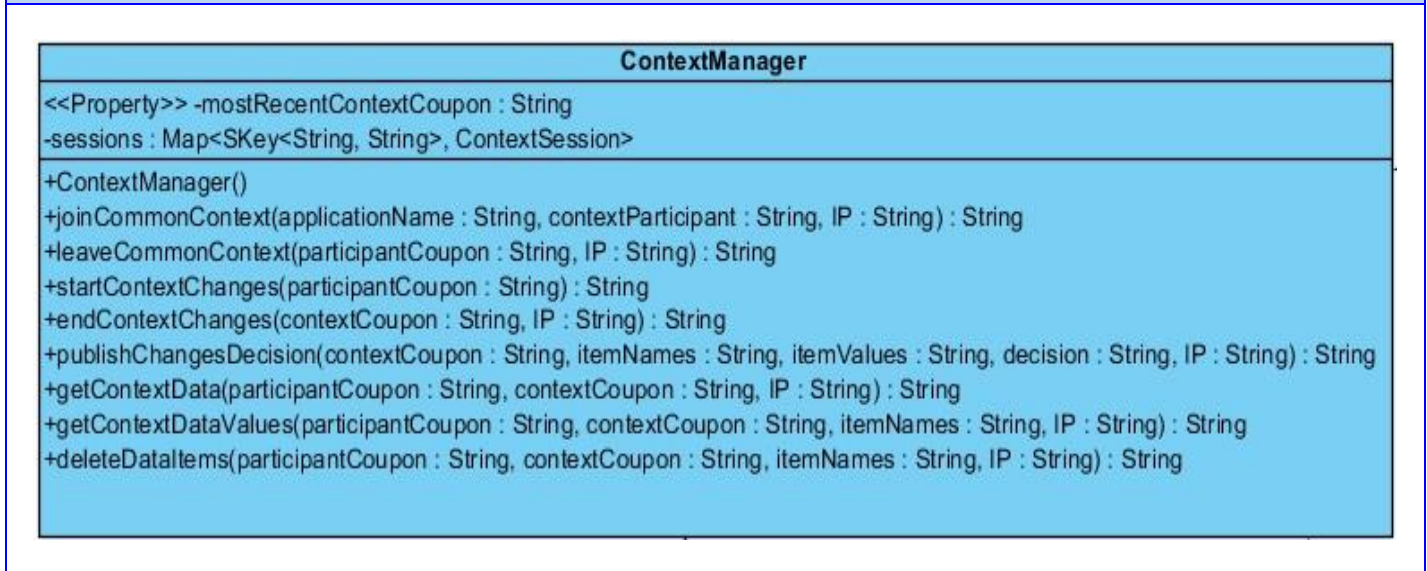 ContextManager
<<Property>> -mostRecentContextCoupon : String
-sessions : Map<SKey<String, String>, ContextSession>
+ContextManager()
+joinCommonContext(applicationName : String, contextParticipant : String, IP : String) : String
+leaveCommonContext(participantCoupon : String, IP : String) : String
+startContextChanges(participantCoupon : String) : String
+endContextChanges(contextCoupon : String, IP : String) : String
+publishChangesDecision(contextCoupon : String, itemNames : String, itemValues : String, decision : String, IP : String) : String
+getContextData(participantCoupon : String, contextCoupon : String, IP : String) : String
+getContextDataValues(participantCoupon : String, contextCoupon : String, itemNames : String, IP : String) : String
+deleteDataItems(participantCoupon : String, contextCoupon : String, itemNames : String, IP : String) : String